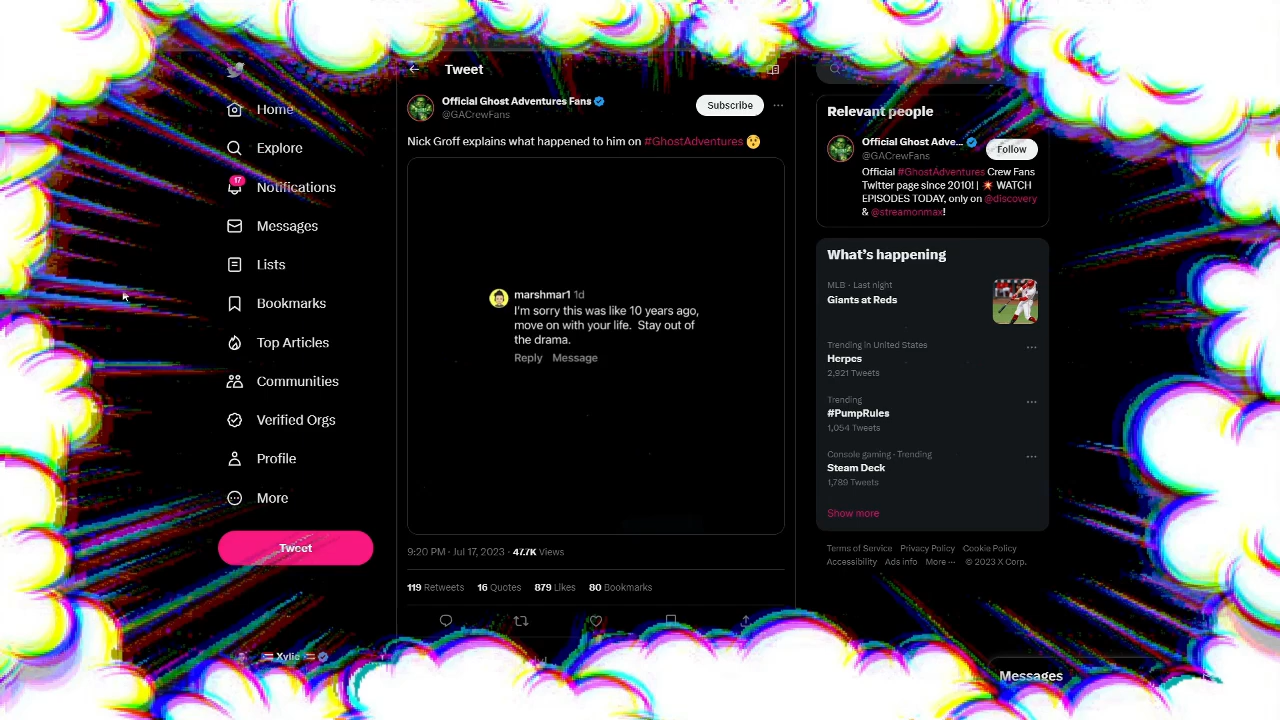 Home
Explore
17
Notifications
Messages
Lists
Bookmarks
Top Articles
Communities
Verified Orgs
Profile
More
Tweet
Xylie
Tweet
Official Ghost Adventures Fans
@GACrewFans
Subscribe
Nick Groff explains what happened to him on #GhostAdventures 😯
marshmar1 1d
I'm sorry this was like 10 years ago,
move on with your life. Stay out of
the drama.
Reply Message
9:20 PM · Jul 17, 2023 · 47.7K Views
119 Retweets 16 Quotes 879 Likes 80 Bookmarks
Relevant people
Official Ghost Adve...
@GACrewFans
Follow
Official #GhostAdventures Crew Fans
Twitter page since 2010! | 💥 WATCH
EPISODES TODAY, only on @discovery
& @streamonmax!
What's happening
MLB · Last night
Giants at Reds
Trending in United States
Herpes
2,921 Tweets
Trending
#PumpRules
1,054 Tweets
Console gaming · Trending
Steam Deck
1,789 Tweets
Show more
Terms of Service Privacy Policy Cookie Policy
Accessibility Ads info More ··· © 2023 X Corp.
Messages